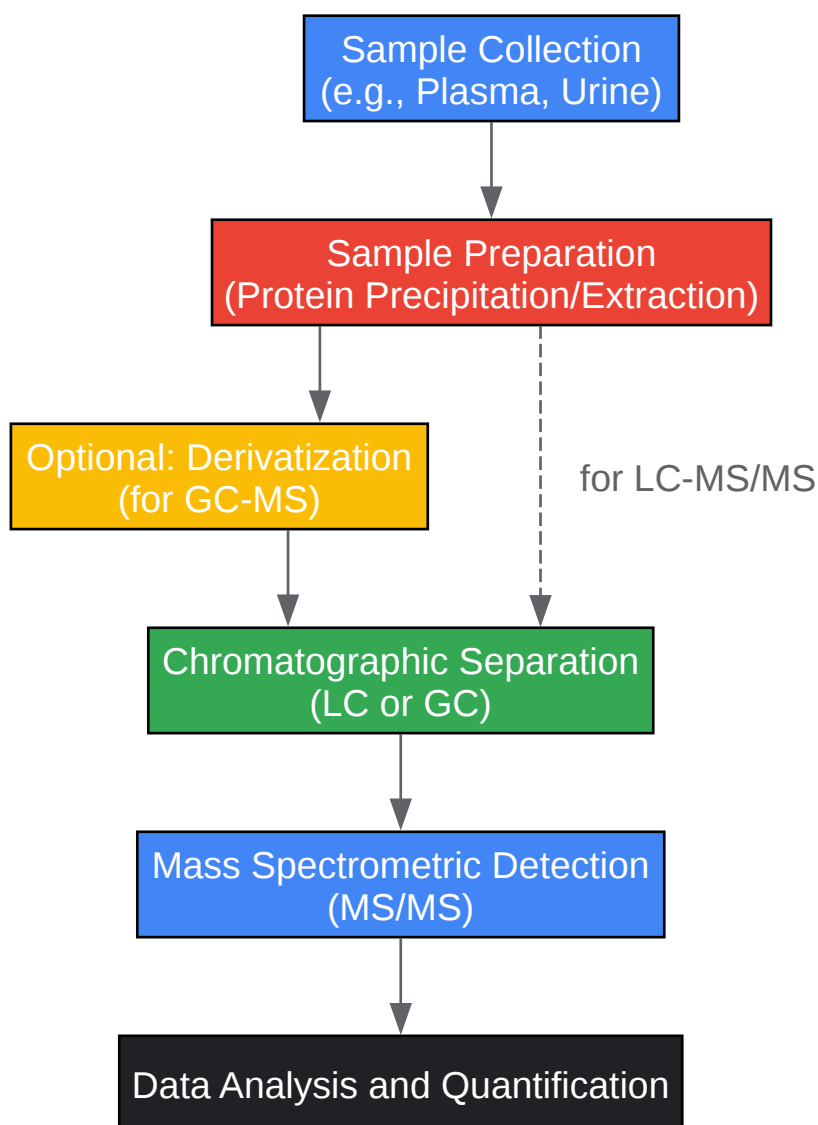 Sample Collection
(e.g., Plasma, Urine)
Sample Preparation
(Protein Precipitation/Extraction)
Optional: Derivatization
(for GC-MS)
for LC-MS/MS
Chromatographic Separation
(LC or GC)
Mass Spectrometric Detection
(MS/MS)
Data Analysis and Quantification